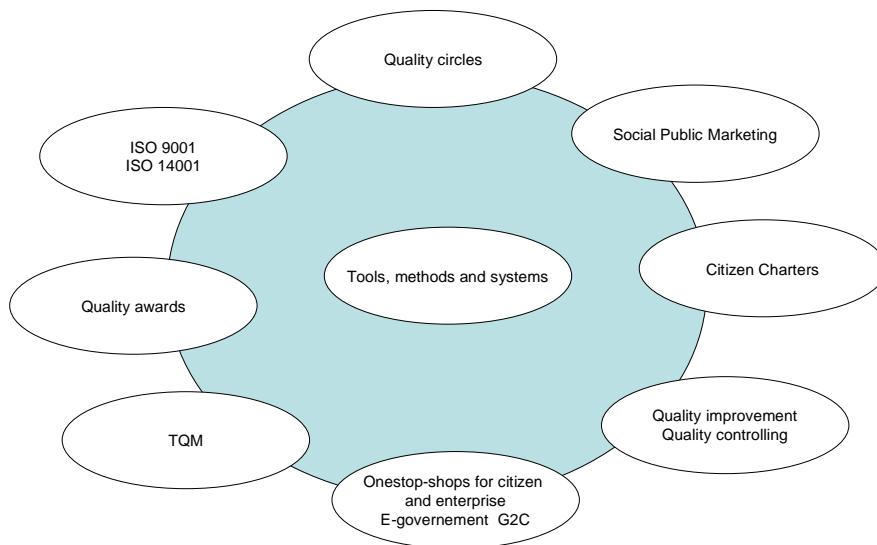 Quality circles
Social Public Marketing
ISO 9001
ISO 14001
Tools, methods and systems
Citizen Charters
Quality awards
Quality improvement
Quality controlling
TQM
Onestop-shops for citizen
and enterprise
E-governement G2C